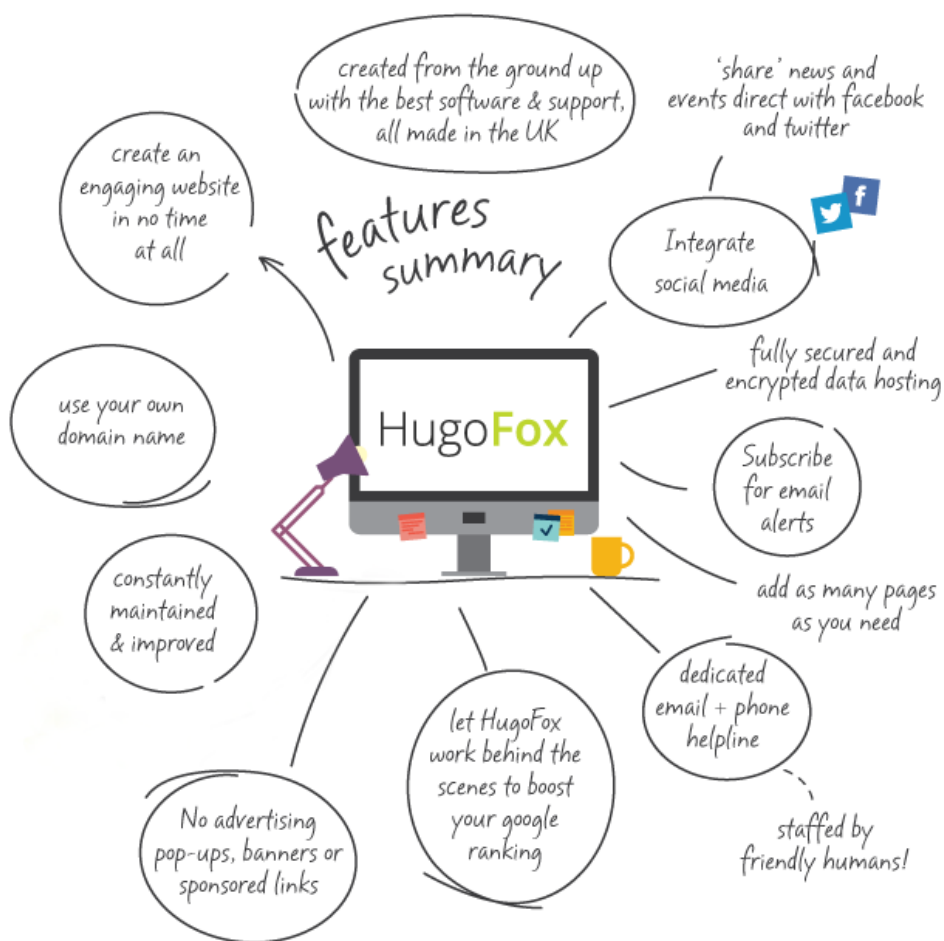 created from the ground up
with the best software & support,
all made in the UK
'share' news and
events direct with facebook
and twitter
create an
engaging website
in no time
at all
features
summary
Integrate
social media
f
fully secured and
encrypted data hosting
use your own
domain name
HugoFox
Subscribe
for email
alerts
constantly
maintained
& improved
add as many pages
as you need
dedicated
email + phone
helpline
let HugoFox
work behind the
scenes to boost
your google
ranking
No advertising
pop-ups, banners or
sponsored links
staffed by
friendly humans!